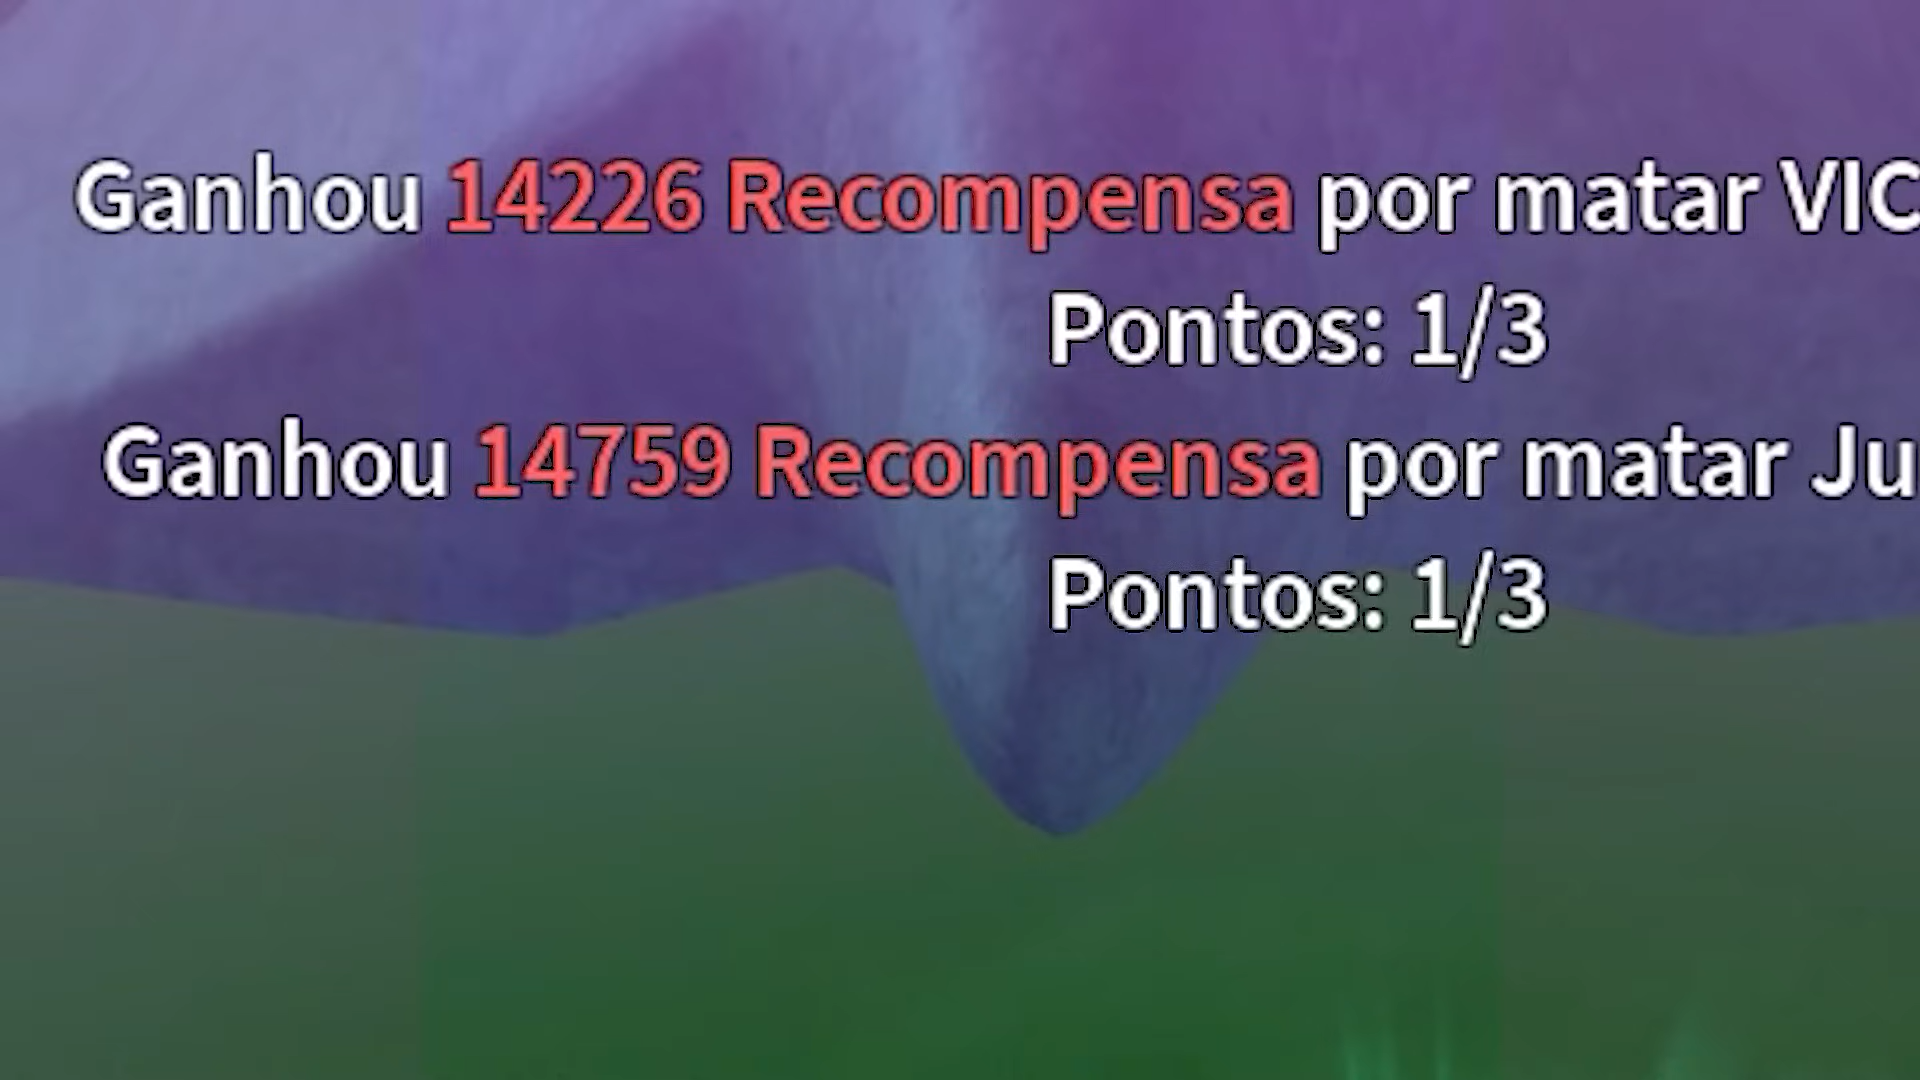 Ganhou 14226 Recompensa por matar VIC
Pontos: 1/3
Ganhou 14759 Recompensa por matar Ju
Pontos: 1/3